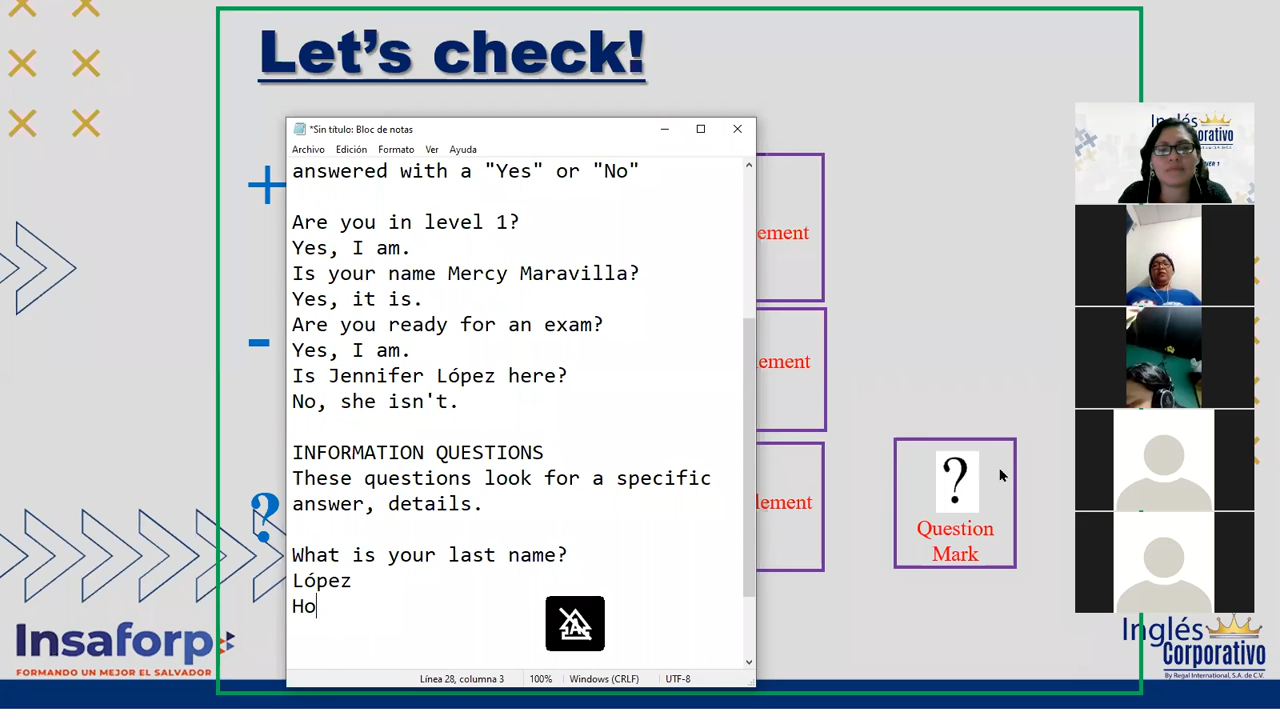 Let's check!
*Sin título: Bloc de notas
Archivo Edición Formato Ver Ayuda
answered with a "Yes" or "No"
Are you in level 1?
Yes, I am.
Is your name Mercy Maravilla?
Yes, it is.
Are you ready for an exam?
Yes, I am.
Is Jennifer López here?
No, she isn't.
INFORMATION QUESTIONS
These questions look for a specific
answer, details.
What is your last name?
López
Ho
Línea 28, columna 3 100% Windows (CRLF) UTF-8
+
-
?
ement
lement
lement
?
Question
Mark
Insaforp
FORMANDO UN MEJOR EL SALVADOR
Inglés
Corporativo
By Regal International, S.A. de C.V.